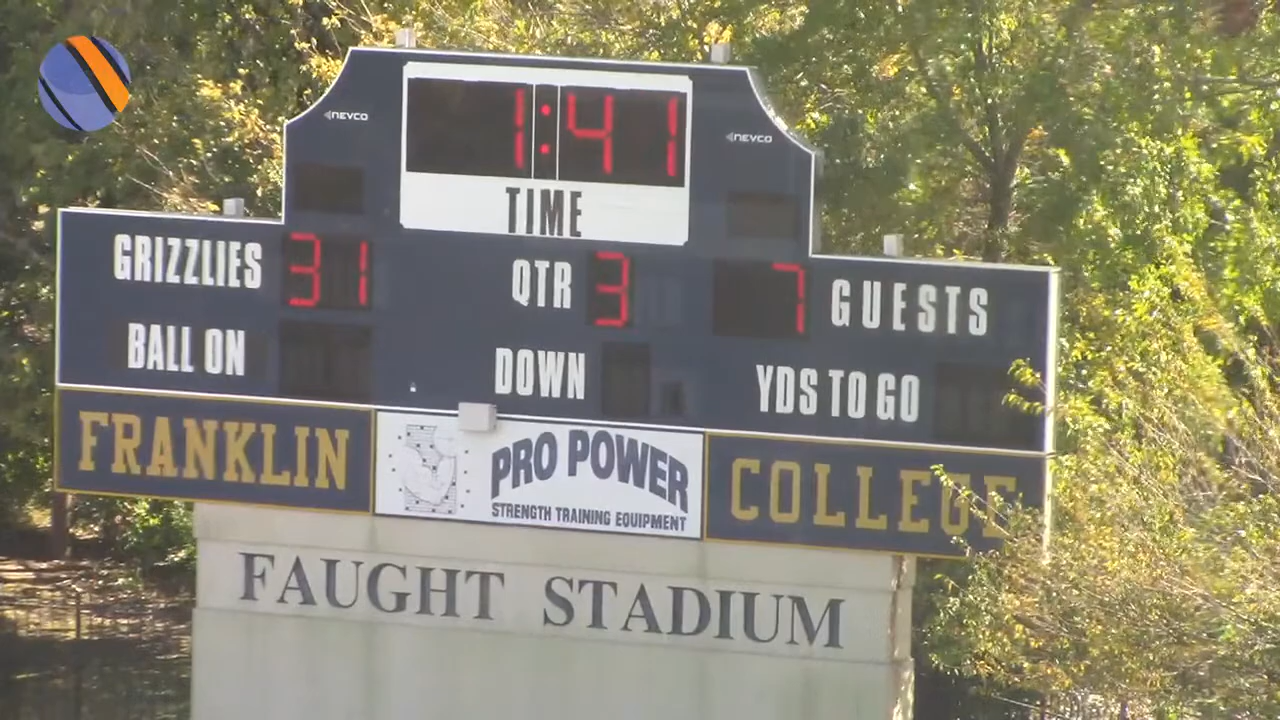 NEVCO
1:41
NEVCO
TIME
GRIZZLIES 31 QTR 3 7 GUESTS
BALL ON DOWN YDS TO GO
FRANKLIN PRO POWER COLLEGE
STRENGTH TRAINING EQUIPMENT
FAUGHT STADIUM